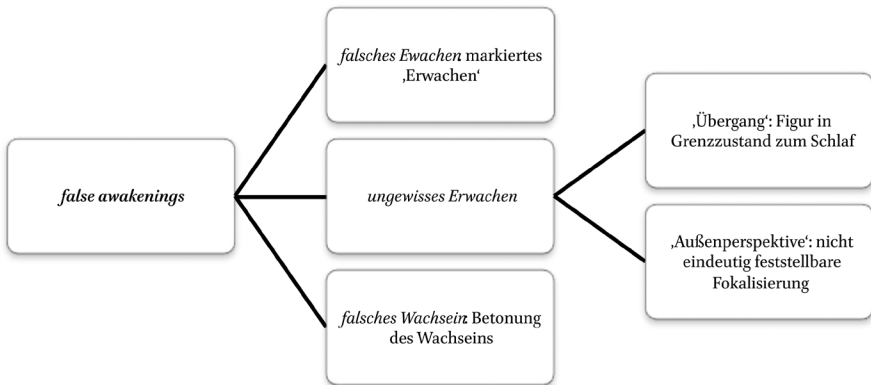 false awakenings
falsches Ewachen: markiertes
‚Erwachen‘
ungewisses Erwachen
falsches Wachsein: Betonung
des Wachseins
‚Übergang‘: Figur in
Grenzzustand zum Schlaf
‚Außenperspektive‘: nicht
eindeutig feststellbare
Fokalisierung